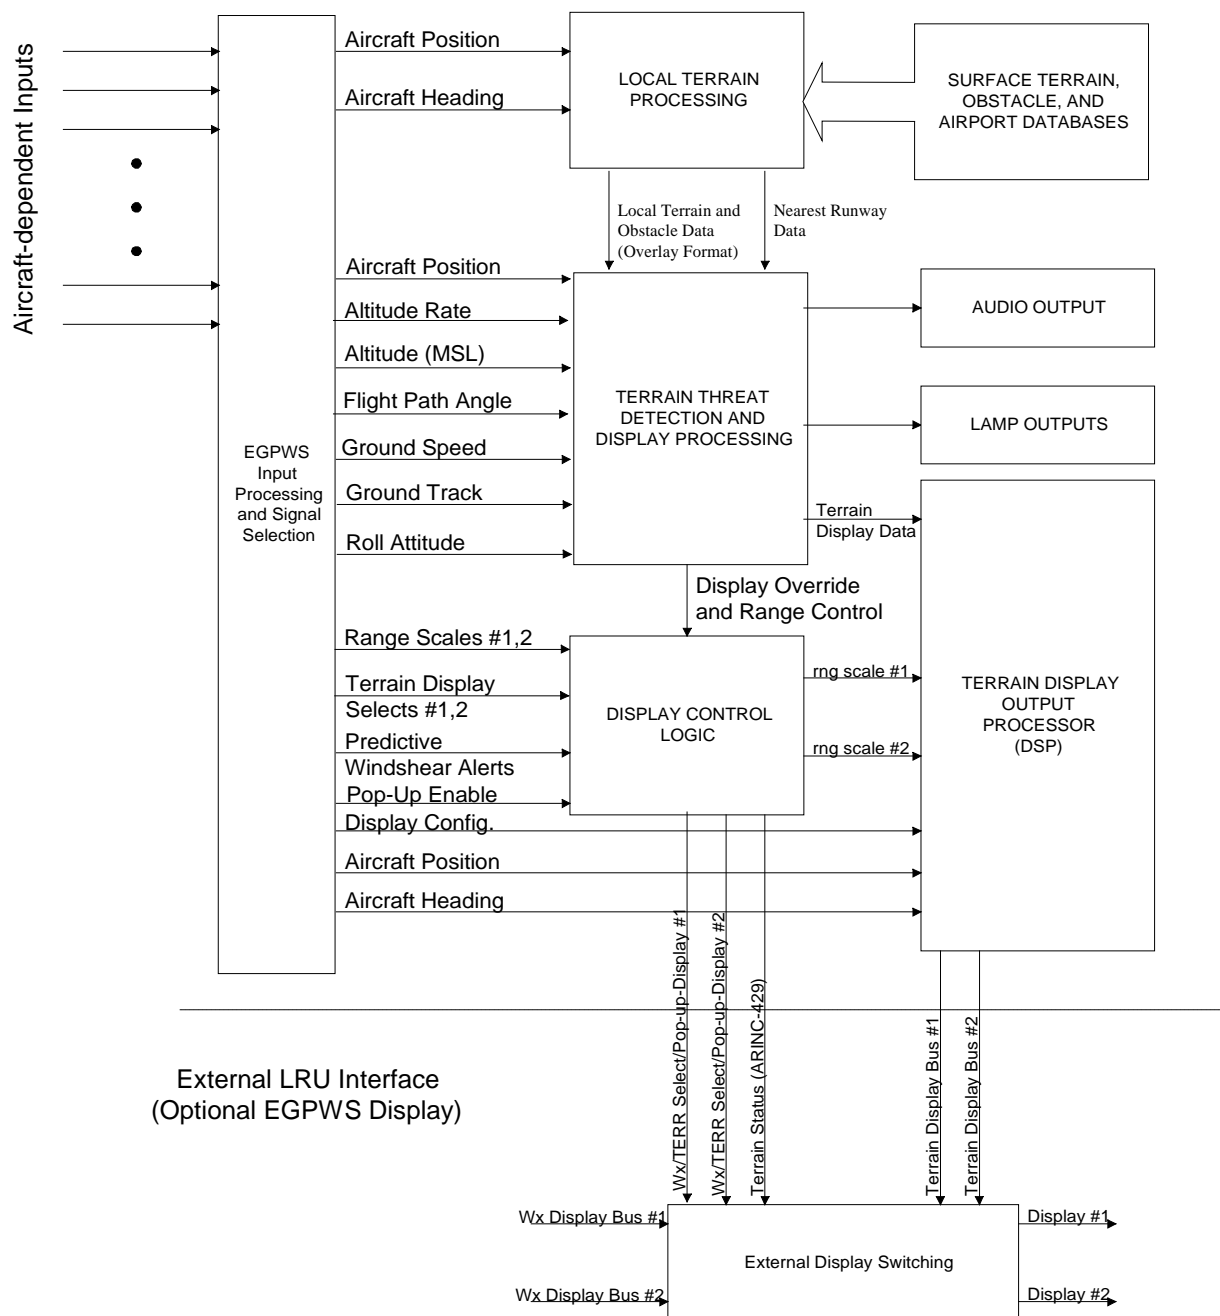 Aircraft-dependent Inputs
Aircraft Position
Aircraft Heading
LOCAL TERRAIN
PROCESSING
SURFACE TERRAIN,
OBSTACLE, AND
AIRPORT DATABASES
Local Terrain and
Obstacle Data
(Overlay Format)
Nearest Runway
Data
EGPWS
Input
Processing
and Signal
Selection
Aircraft Position
Altitude Rate
Altitude (MSL)
Flight Path Angle
Ground Speed
Ground Track
Roll Attitude
TERRAIN THREAT
DETECTION AND
DISPLAY PROCESSING
AUDIO OUTPUT
LAMP OUTPUTS
Terrain
Display Data
Display Override
and Range Control
Range Scales #1,2
Terrain Display
Selects #1,2
Predictive
Windshear Alerts
Pop-Up Enable
Display Config.
Aircraft Position
Aircraft Heading
DISPLAY CONTROL
LOGIC
rng scale #1
rng scale #2
TERRAIN DISPLAY
OUTPUT
PROCESSOR
(DSP)
Wx/TERR Select/Pop-up-Display #1
Wx/TERR Select/Pop-up-Display #2
Terrain Status (ARINC-429)
Terrain Display Bus #1
Terrain Display Bus #2
External LRU Interface
(Optional EGPWS Display)
Wx Display Bus #1
Wx Display Bus #2
External Display Switching
Display #1
Display #2